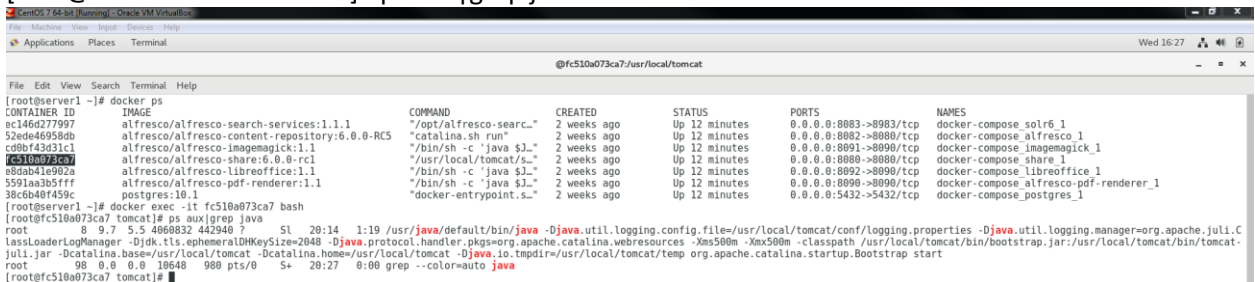 CentOS 7 64-bit [Running] - Oracle VM VirtualBox
File Machine View Input Devices Help
Applications Places Terminal Wed 16:27
@fc510a073ca7:/usr/local/tomcat
File Edit View Search Terminal Help
[root@server1 ~]# docker ps
CONTAINER ID IMAGE COMMAND CREATED STATUS PORTS NAMES
ec146d277997 alfresco/alfresco-search-services:1.1.1 "/opt/alfresco-searc…" 2 weeks ago Up 12 minutes 0.0.0.0:8083->8983/tcp docker-compose_solr6_1
52ede46958db alfresco/alfresco-content-repository:6.0.0-RC5 "catalina.sh run" 2 weeks ago Up 12 minutes 0.0.0.0:8082->8080/tcp docker-compose_alfresco_1
cd0bf43d31c1 alfresco/alfresco-imagemagick:1.1 "/bin/sh -c 'java $J…" 2 weeks ago Up 12 minutes 0.0.0.0:8091->8090/tcp docker-compose_imagemagick_1
fc510a073ca7 alfresco/alfresco-share:6.0.0-rc1 "/usr/local/tomcat/s…" 2 weeks ago Up 12 minutes 0.0.0.0:8080->8080/tcp docker-compose_share_1
e8dab41e902a alfresco/alfresco-libreoffice:1.1 "/bin/sh -c 'java $J…" 2 weeks ago Up 12 minutes 0.0.0.0:8092->8090/tcp docker-compose_libreoffice_1
5591aa3b5fff alfresco/alfresco-pdf-renderer:1.1 "/bin/sh -c 'java $J…" 2 weeks ago Up 12 minutes 0.0.0.0:8090->8090/tcp docker-compose_alfresco-pdf-renderer_1
38c6b40f459c postgres:10.1 "docker-entrypoint.s…" 2 weeks ago Up 12 minutes 0.0.0.0:5432->5432/tcp docker-compose_postgres_1
[root@server1 ~]# docker exec -it fc510a073ca7 bash
[root@fc510a073ca7 tomcat]# ps aux|grep java
root 8 9.7 5.5 4060832 442940 ? Sl 20:14 1:19 /usr/java/default/bin/java -Djava.util.logging.config.file=/usr/local/tomcat/conf/logging.properties -Djava.util.logging.manager=org.apache.juli.C
lassLoaderLogManager -Djdk.tls.ephemeralDHKeySize=2048 -Djava.protocol.handler.pkgs=org.apache.catalina.webresources -Xms500m -Xmx500m -classpath /usr/local/tomcat/bin/bootstrap.jar:/usr/local/tomcat/bin/tomcat-
juli.jar -Dcatalina.base=/usr/local/tomcat -Dcatalina.home=/usr/local/tomcat -Djava.io.tmpdir=/usr/local/tomcat/temp org.apache.catalina.startup.Bootstrap start
root 98 0.0 0.0 10648 980 pts/0 S+ 20:27 0:00 grep --color=auto java
[root@fc510a073ca7 tomcat]#